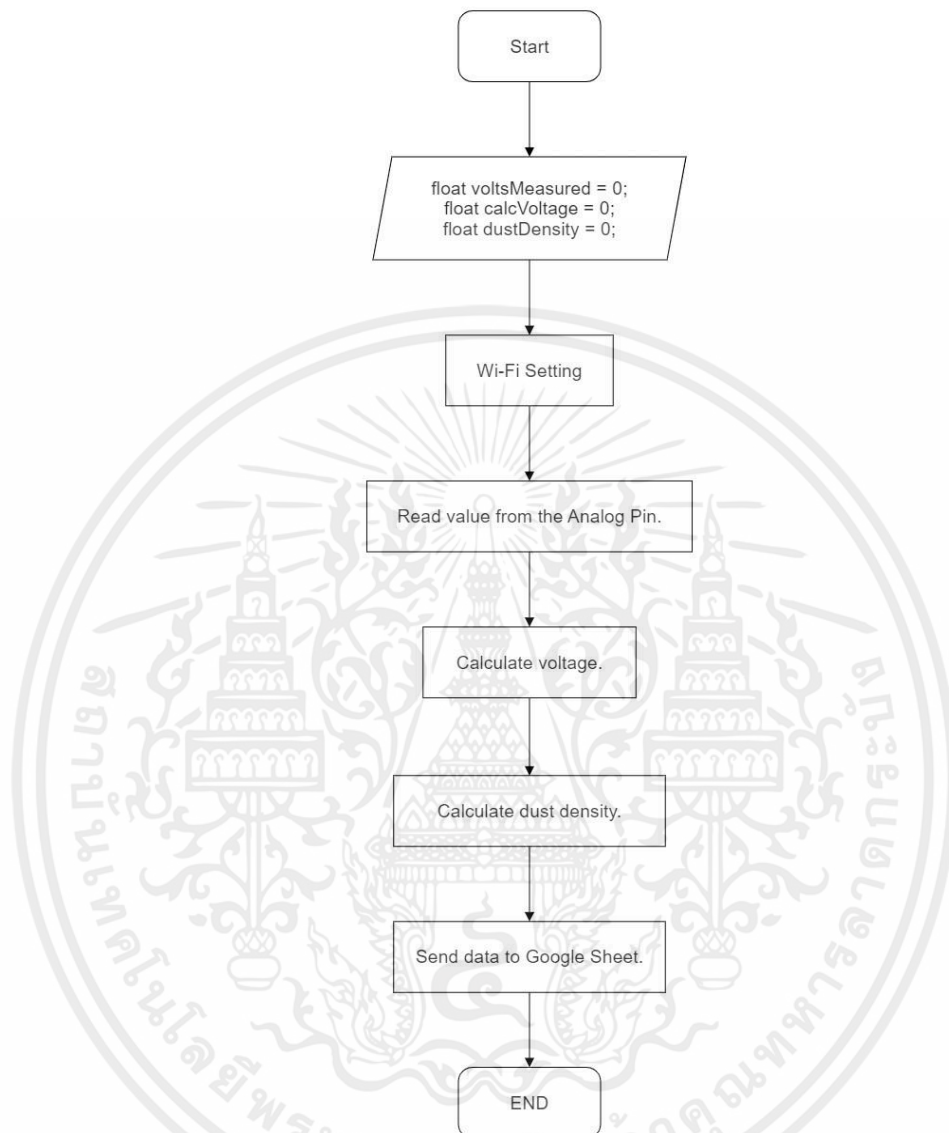 Start
float voltsMeasured = 0;
float calcVoltage = 0;
float dustDensity = 0;
Wi-Fi Setting
Read value from the Analog Pin.
Calculate voltage.
Calculate dust density.
Send data to Google Sheet.
END